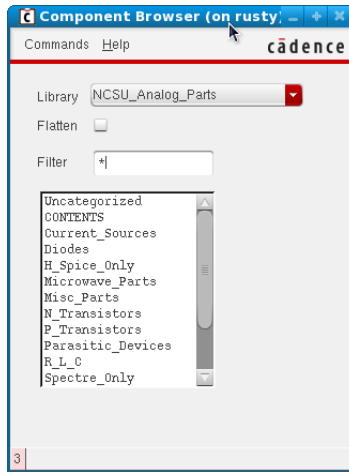 Component Browser (on rusty)
Commands Help
cādence
Library NCSU_Analog_Parts
Flatten
Filter *
Uncategorized
CONTENTS
Current_Sources
Diodes
H_Spice_Only
Microwave_Parts
Misc_Parts
N_Transistors
P_Transistors
Parasitic_Devices
R_L_C
Spectre_Only
3